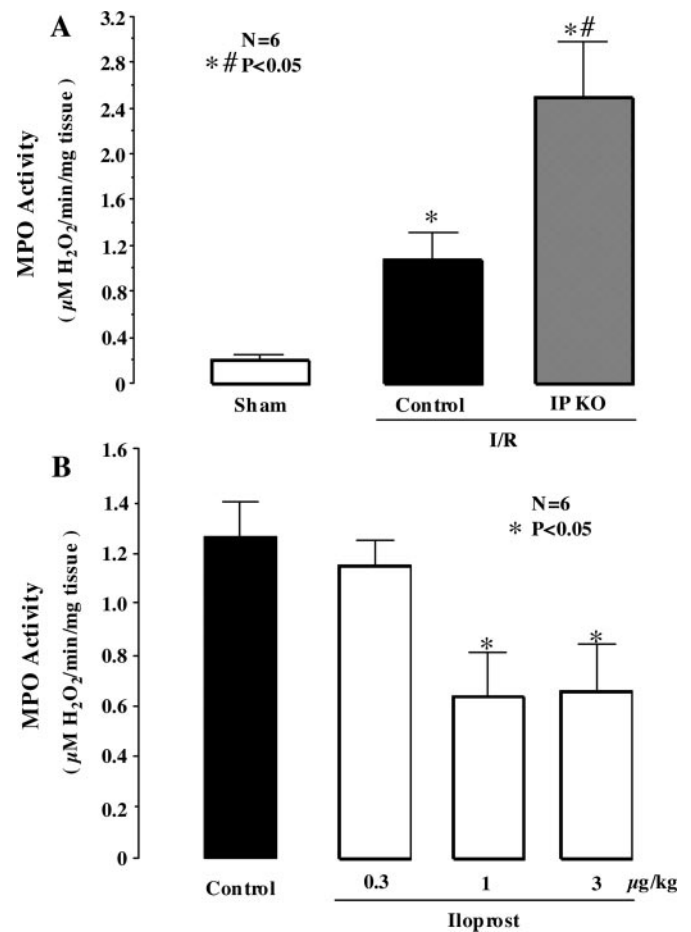 A
MPO Activity
( µM H₂O₂/min/mg tissue )
3.2
2.8
2.4
2.0
1.6
1.2
0.8
0.4
0
N=6
*# P<0.05
*
*#
Sham
Control
IP KO
I/R
B
MPO Activity
( µM H₂O₂/min/mg tissue )
1.6
1.4
1.2
1.0
0.8
0.6
0.4
0.2
0
N=6
* P<0.05
*
*
Control
0.3 1 3 µg/kg
Iloprost